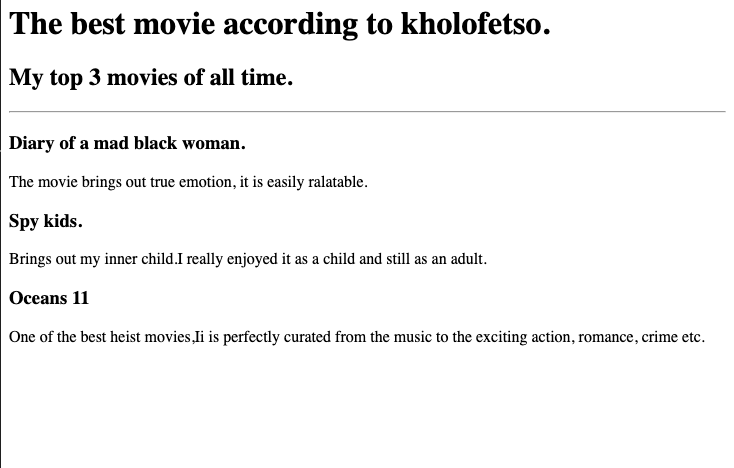 The best movie according to kholofetso.
My top 3 movies of all time.
Diary of a mad black woman.
The movie brings out true emotion, it is easily ralatable.
Spy kids.
Brings out my inner child.I really enjoyed it as a child and still as an adult.
Oceans 11
One of the best heist movies,Ii is perfectly curated from the music to the exciting action, romance, crime etc.